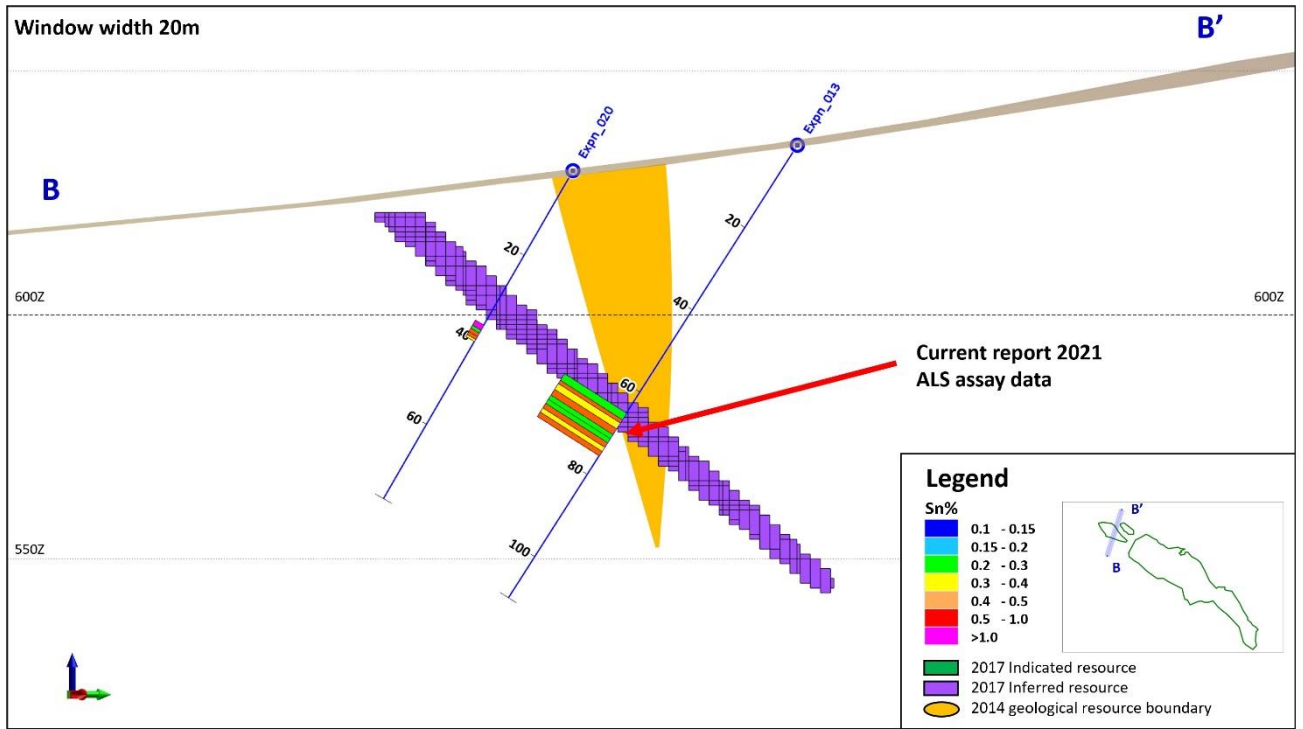 Window width 20m
B'
Expn_020
Expn_013
B
20
20
600Z
40
600Z
40
Current report 2021
ALS assay data
60
60
80
100
550Z
Legend
Sn%
0.1 - 0.15
0.15 - 0.2
0.2 - 0.3
0.3 - 0.4
0.4 - 0.5
0.5 - 1.0
>1.0
B'
B
2017 Indicated resource
2017 Inferred resource
2014 geological resource boundary